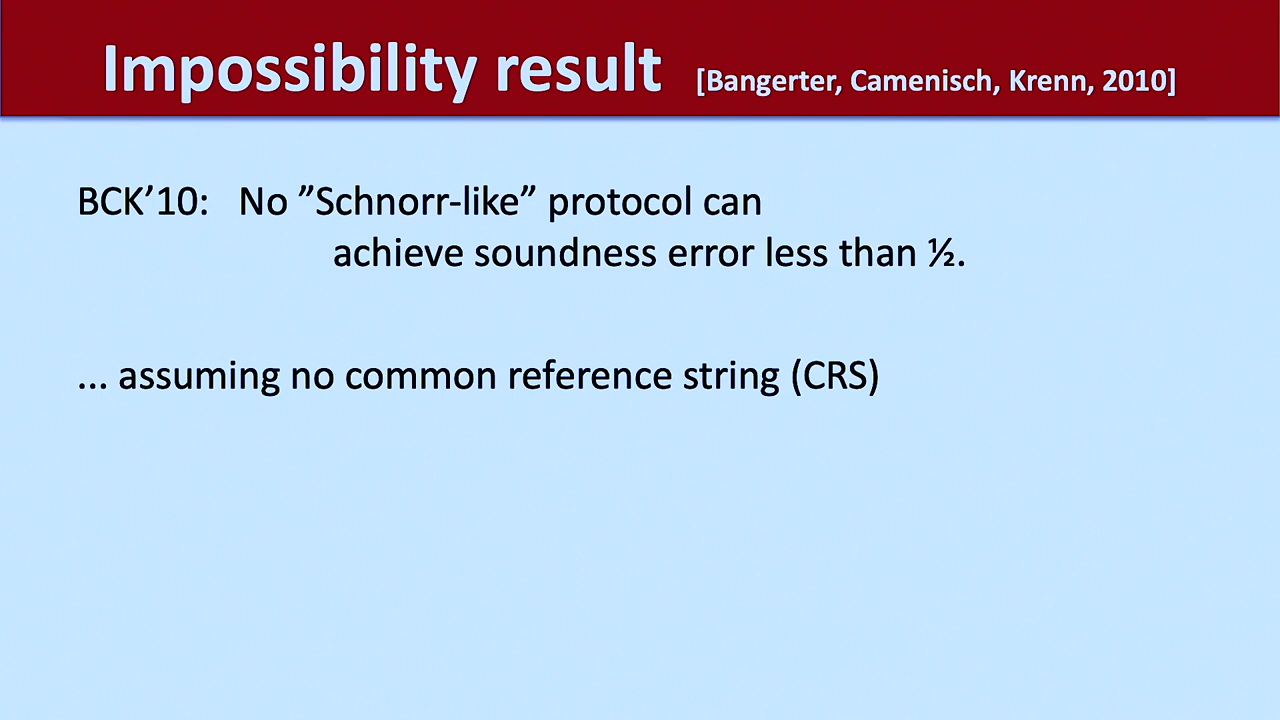 Impossibility result [Bangerter, Camenisch, Krenn, 2010]
BCK’10: No ”Schnorr-like” protocol can
achieve soundness error less than ½.
... assuming no common reference string (CRS)